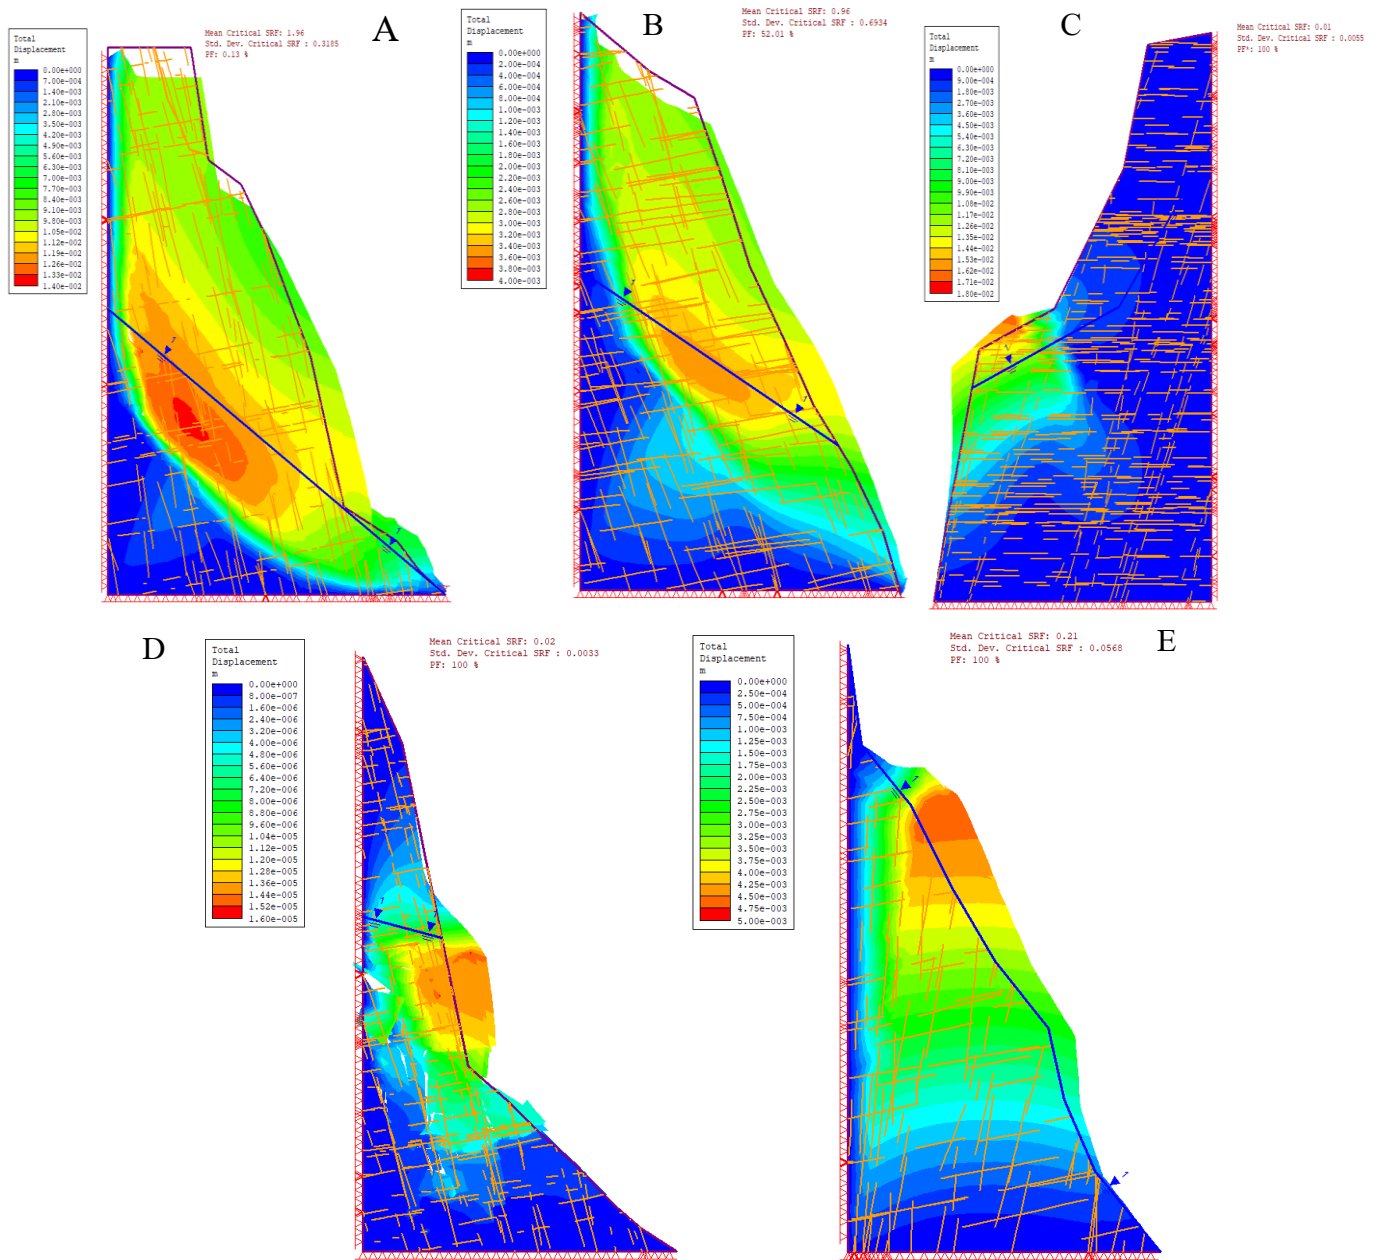 A
Mean Critical SRF: 1.96
Std. Dev. Critical SRF : 0.3185
PF: 0.13 %
Total
Displacement
m
0.00e+000
7.00e-004
1.40e-003
2.10e-003
2.80e-003
3.50e-003
4.20e-003
4.90e-003
5.60e-003
6.30e-003
7.00e-003
7.70e-003
8.40e-003
9.10e-003
9.80e-003
1.05e-002
1.12e-002
1.19e-002
1.26e-002
1.33e-002
1.40e-002
1
1
B
Mean Critical SRF: 0.96
Std. Dev. Critical SRF : 0.6934
PF: 52.01 %
Total
Displacement
m
0.00e+000
2.00e-004
4.00e-004
6.00e-004
8.00e-004
1.00e-003
1.20e-003
1.40e-003
1.60e-003
1.80e-003
2.00e-003
2.20e-003
2.40e-003
2.60e-003
2.80e-003
3.00e-003
3.20e-003
3.40e-003
3.60e-003
3.80e-003
4.00e-003
1
1
C
Mean Critical SRF: 0.01
Std. Dev. Critical SRF : 0.0055
PF*: 100 %
Total
Displacement
m
0.00e+000
9.00e-004
1.80e-003
2.70e-003
3.60e-003
4.50e-003
5.40e-003
6.30e-003
7.20e-003
8.10e-003
9.00e-003
9.90e-003
1.08e-002
1.17e-002
1.26e-002
1.35e-002
1.44e-002
1.53e-002
1.62e-002
1.71e-002
1.80e-002
D
Mean Critical SRF: 0.02
Std. Dev. Critical SRF : 0.0033
PF: 100 %
Total
Displacement
m
0.00e+000
8.00e-007
1.60e-006
2.40e-006
3.20e-006
4.00e-006
4.80e-006
5.60e-006
6.40e-006
7.20e-006
8.00e-006
8.80e-006
9.60e-006
1.04e-005
1.12e-005
1.20e-005
1.28e-005
1.36e-005
1.44e-005
1.52e-005
1.60e-005
1
1
E
Mean Critical SRF: 0.21
Std. Dev. Critical SRF : 0.0568
PF: 100 %
Total
Displacement
m
0.00e+000
2.50e-004
5.00e-004
7.50e-004
1.00e-003
1.25e-003
1.50e-003
1.75e-003
2.00e-003
2.25e-003
2.50e-003
2.75e-003
3.00e-003
3.25e-003
3.50e-003
3.75e-003
4.00e-003
4.25e-003
4.50e-003
4.75e-003
5.00e-003
1
1